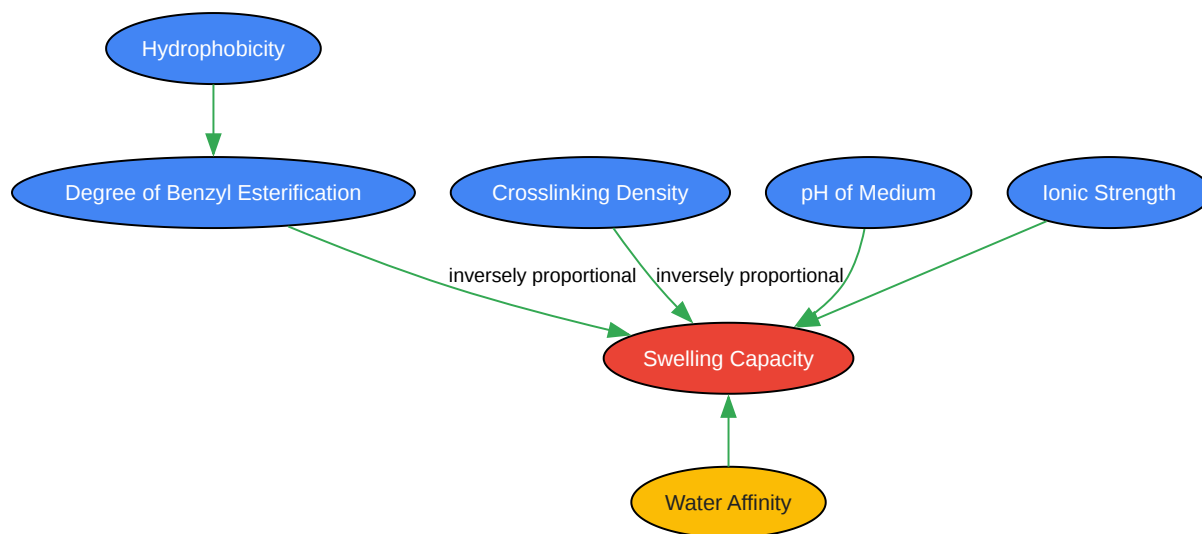 Hydrophobicity
Degree of Benzyl Esterification
Crosslinking Density
pH of Medium
Ionic Strength
inversely proportional
inversely proportional
Swelling Capacity
Water Affinity